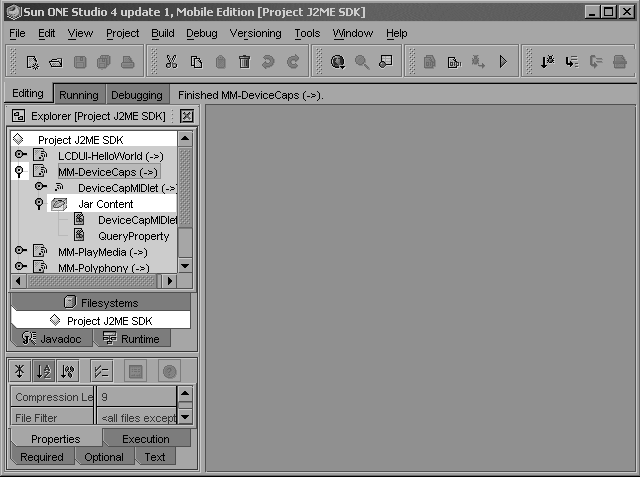 Sun ONE Studio 4 update 1, Mobile Edition [Project J2ME SDK]
File Edit View Project Build Debug Versioning Tools Window Help
Editing Running Debugging Finished MM-DeviceCaps (->).
Explorer [Project J2ME SDK]
Project J2ME SDK
LCDUI-HelloWorld (->)
MM-DeviceCaps (->)
DeviceCapMIDlet (->)
Jar Content
DeviceCapMIDlet
QueryProperty
MM-PlayMedia (->)
MM-Polyphony (->)
Filesystems
Project J2ME SDK
Javadoc Runtime
Compression Le 9
File Filter <all files except
Properties Execution
Required Optional Text